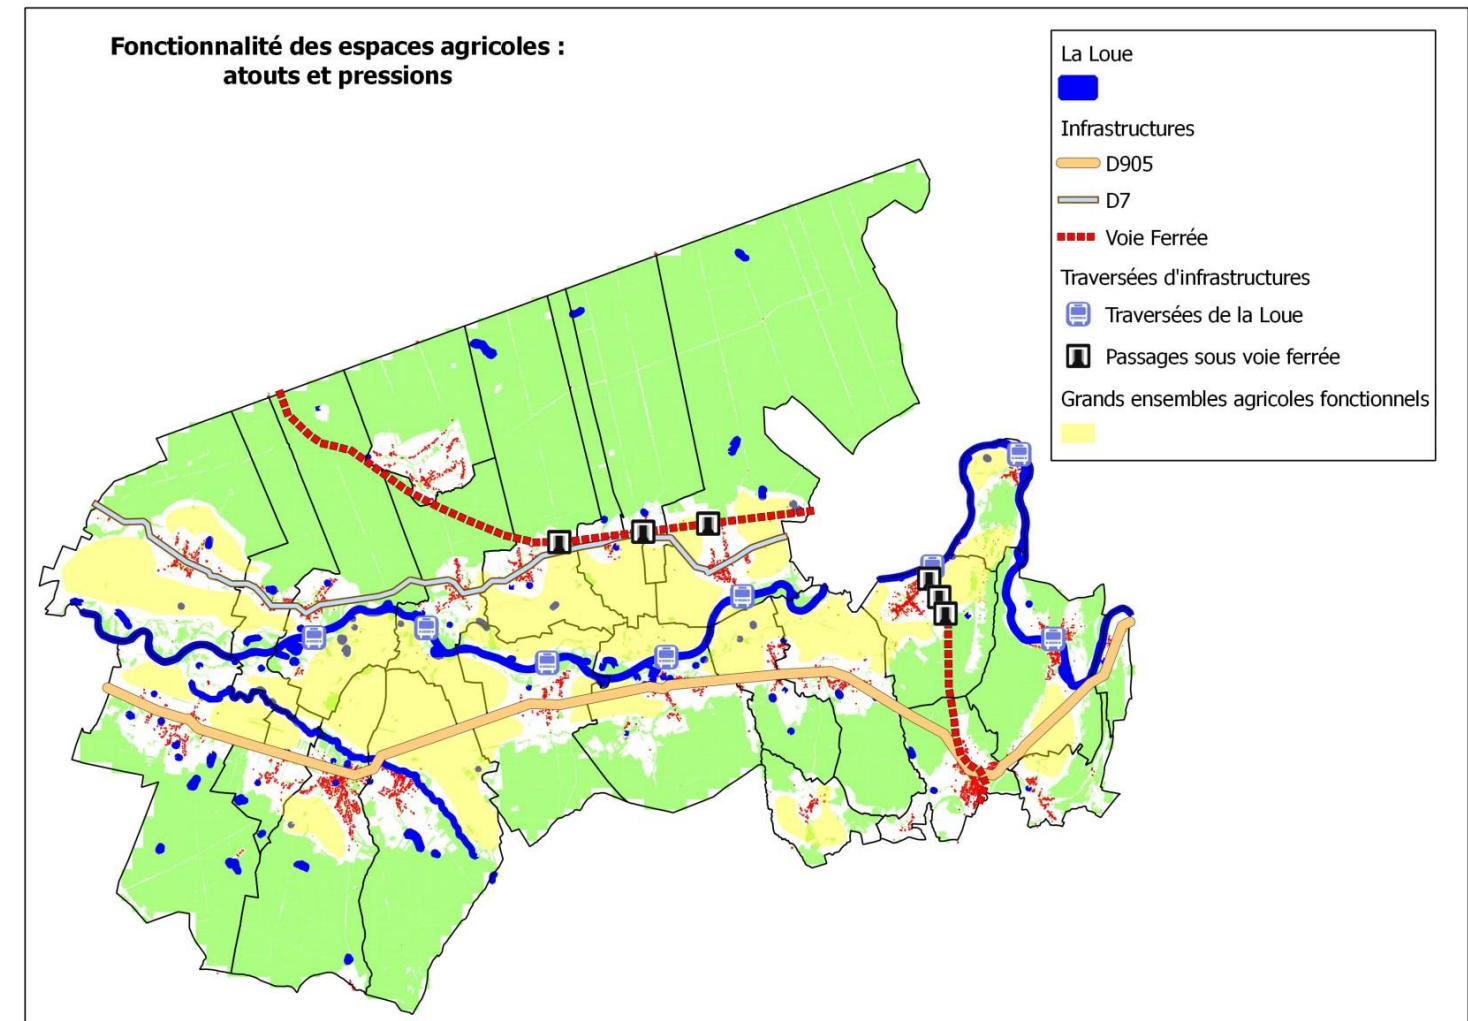 Fonctionnalité des espaces agricoles :
atouts et pressions
La Loue
Infrastructures
D905
D7
Voie Ferrée
Traversées d'infrastructures
Traversées de la Loue
Passages sous voie ferrée
Grands ensembles agricoles fonctionnels